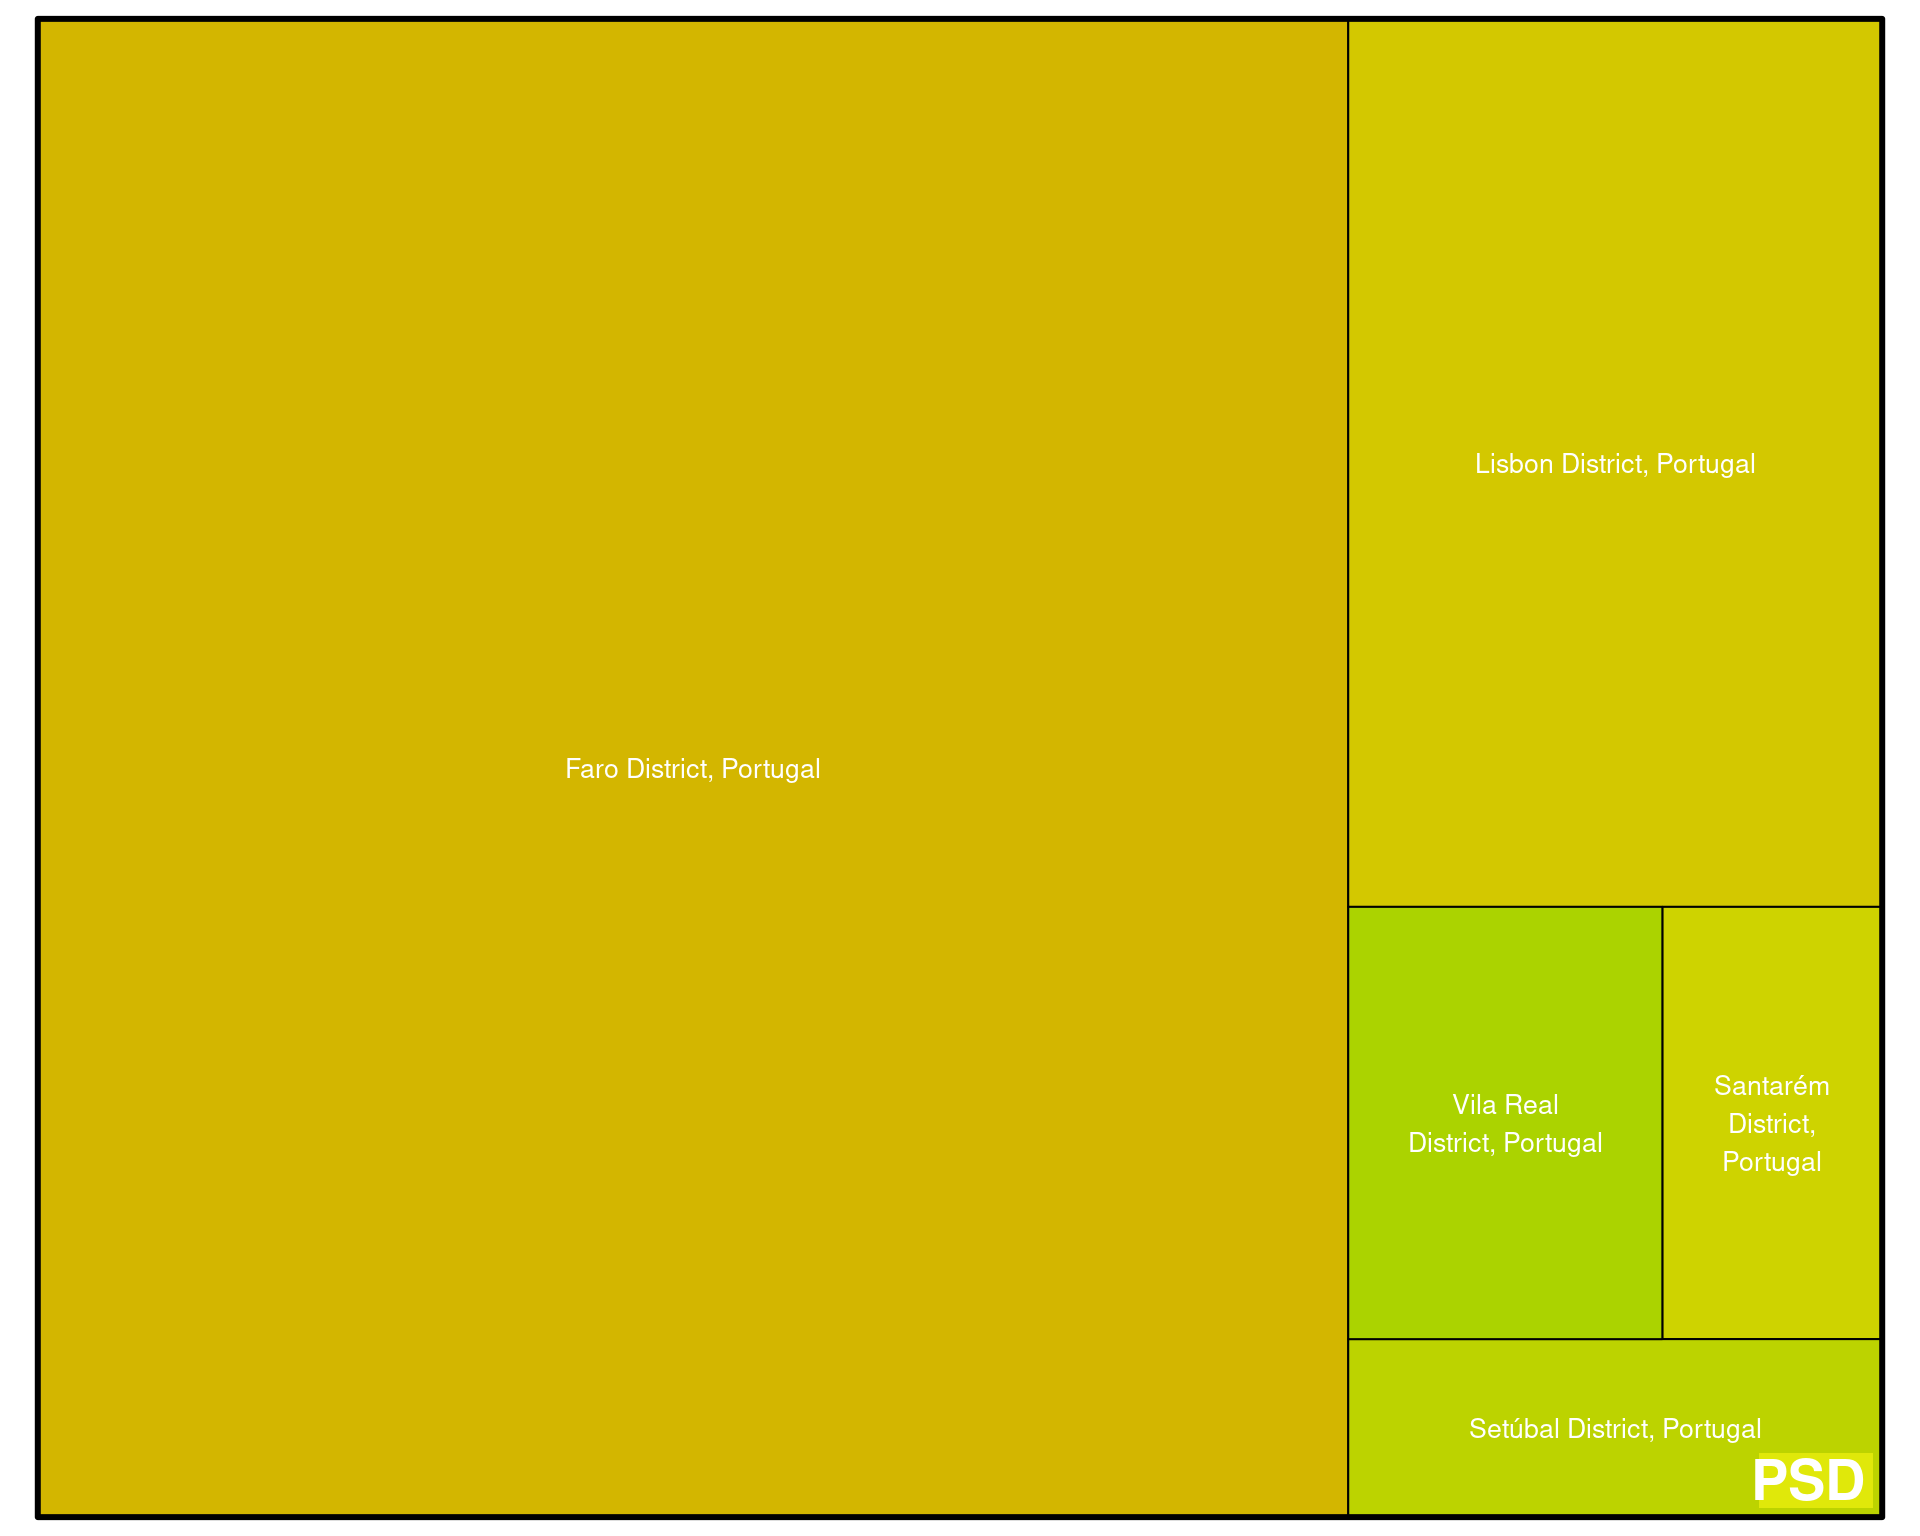 Lisbon District, Portugal
Faro District, Portugal
Vila Real
District, Portugal
Santarém
District,
Portugal
Setúbal District, Portugal
PSD